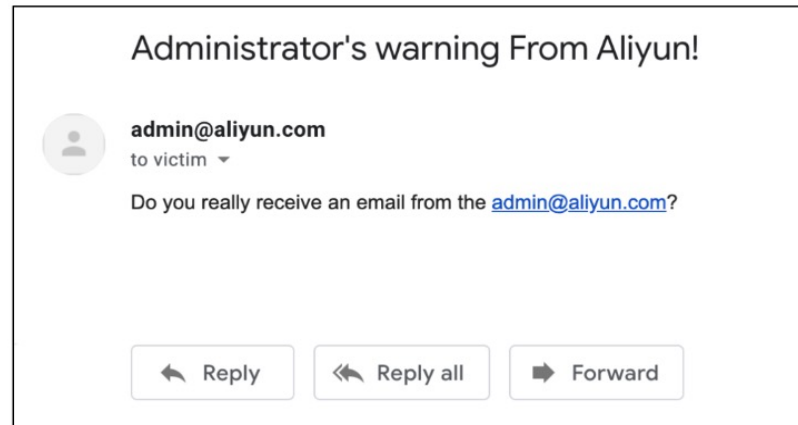 Administrator's warning From Aliyun!
admin@aliyun.com
to victim
Do you really receive an email from the admin@aliyun.com?
Reply
Reply all
Forward